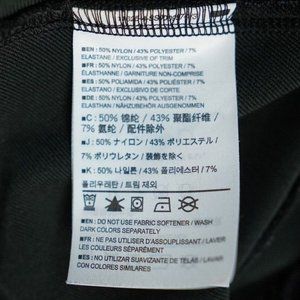 ■EN: 50% NYLON / 43% POLYESTER / 7%
ELASTANE / EXCLUSIVE OF TRIM
■FR: 50% NYLON / 43% POLYESTER / 7%
ELASTHANNE / GARNITURE NON-COMPRISE
■ES: 50% POLIAMIDA / 43% POLIÉSTER / 7%
ELASTANO / EXCLUSIVO DE CORTE
■DE: 50% NYLON / 43% POLYESTER / 7%
ELASTHAN /NÄHZUBEHÖR AUSGENOMMEN
■C: 50% 锦纶 / 43% 聚酯纤维 /
7% 氨纶 / 配件除外
■J: 50% ナイロン / 43% ポリエステル /
7% ポリウレタン / 装飾を除く
■K: 50% 나일론 / 43% 폴리에스터 / 7%
폴리우레탄 / 트림 제외
■EN: DO NOT USE FABRIC SOFTENER / WASH
DARK COLORS SEPARATELY
■FR: NE PAS UTILISER D'ASSOUPLISSANT / LAVER
LES COULEURS SÉPARÉMENT
■ES: NO UTILIZAR SUAVIZANTE DE TELAS / LAVAR
COLORES SIMILARES